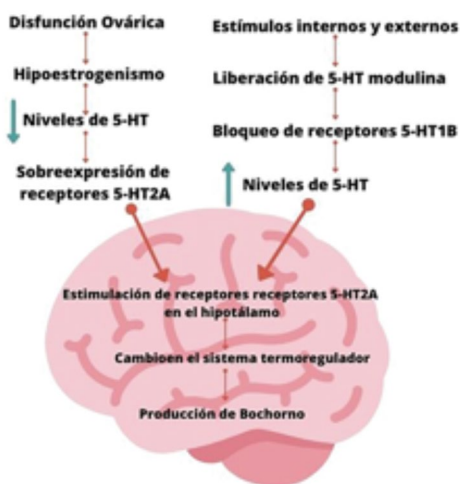 Disfunción Ovárica
Hipoestrogenismo
Niveles de 5-HT
Sobreexpresión de
receptores 5-HT2A
Estímulos internos y externos
Liberación de 5-HT modulina
Bloqueo de receptores 5-HT1B
Niveles de 5-HT
Estimulación de receptores receptores 5-HT2A
en el hipotálamo
Cambioen el sistema termoregulador
Producción de Bochorno